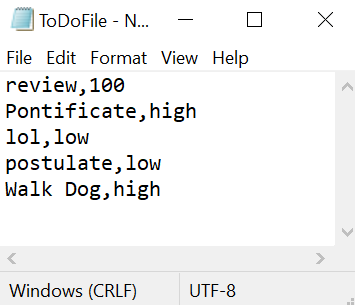 ToDoFile - N...
File Edit Format View Help
review,100
Pontificate,high
lol,low
postulate,low
Walk Dog,high
Windows (CRLF) UTF-8